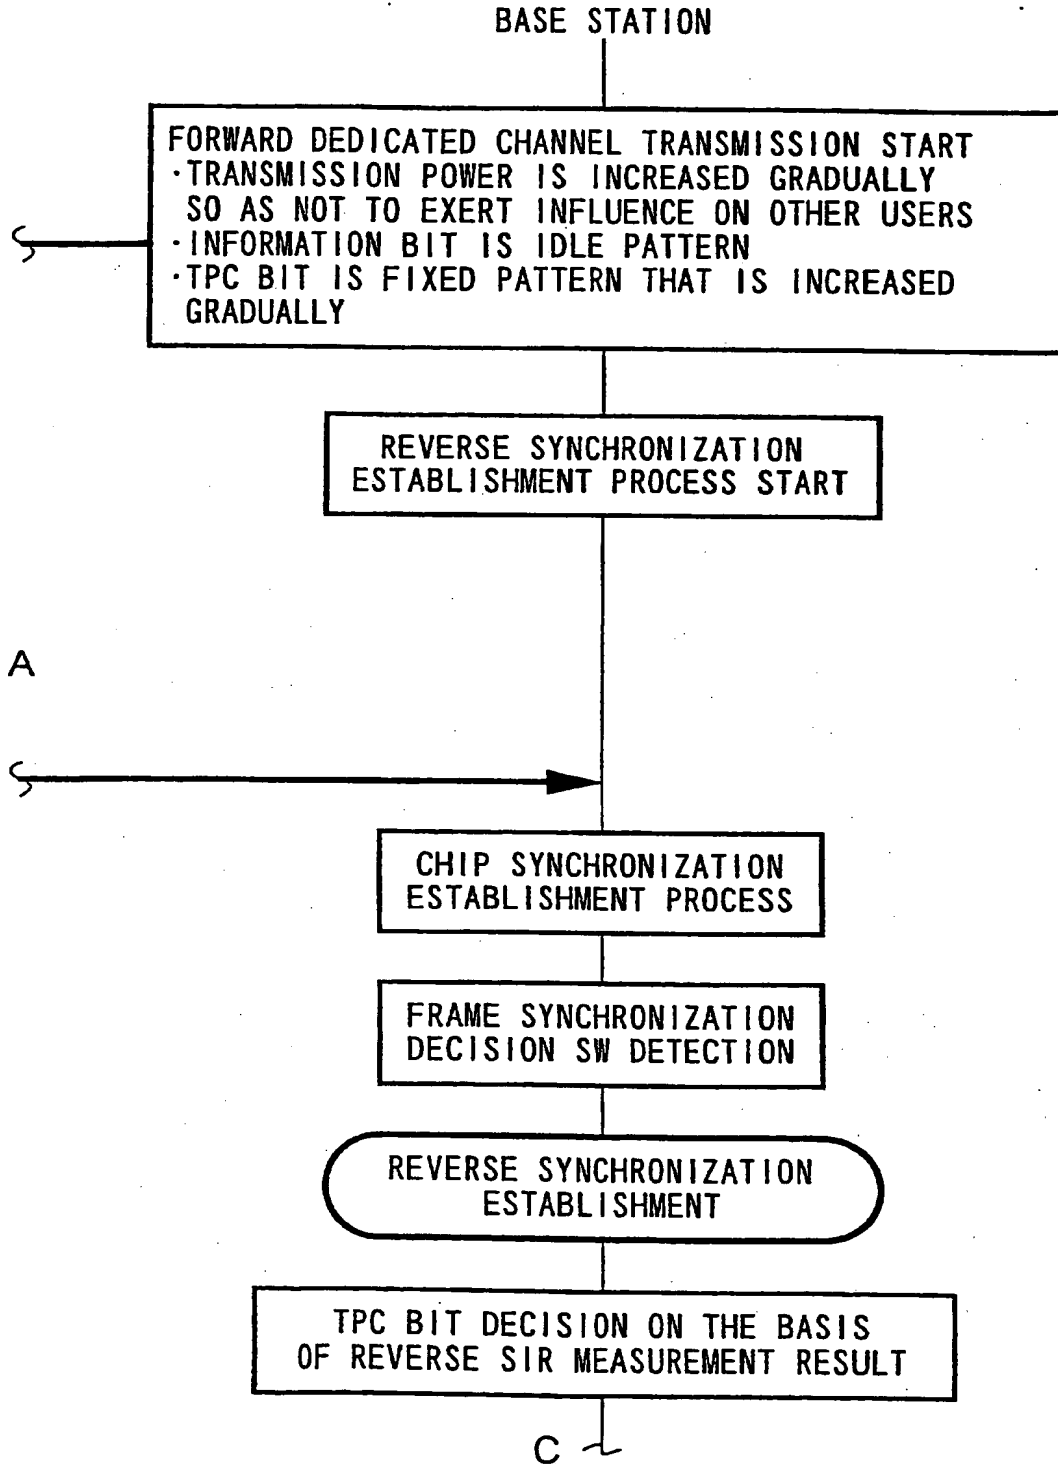 BASE STATION
FORWARD DEDICATED CHANNEL TRANSMISSION START
·TRANSMISSION POWER IS INCREASED GRADUALLY
SO AS NOT TO EXERT INFLUENCE ON OTHER USERS
·INFORMATION BIT IS IDLE PATTERN
·TPC BIT IS FIXED PATTERN THAT IS INCREASED
GRADUALLY
REVERSE SYNCHRONIZATION
ESTABLISHMENT PROCESS START
A
CHIP SYNCHRONIZATION
ESTABLISHMENT PROCESS
FRAME SYNCHRONIZATION
DECISION SW DETECTION
REVERSE SYNCHRONIZATION
ESTABLISHMENT
TPC BIT DECISION ON THE BASIS
OF REVERSE SIR MEASUREMENT RESULT
C